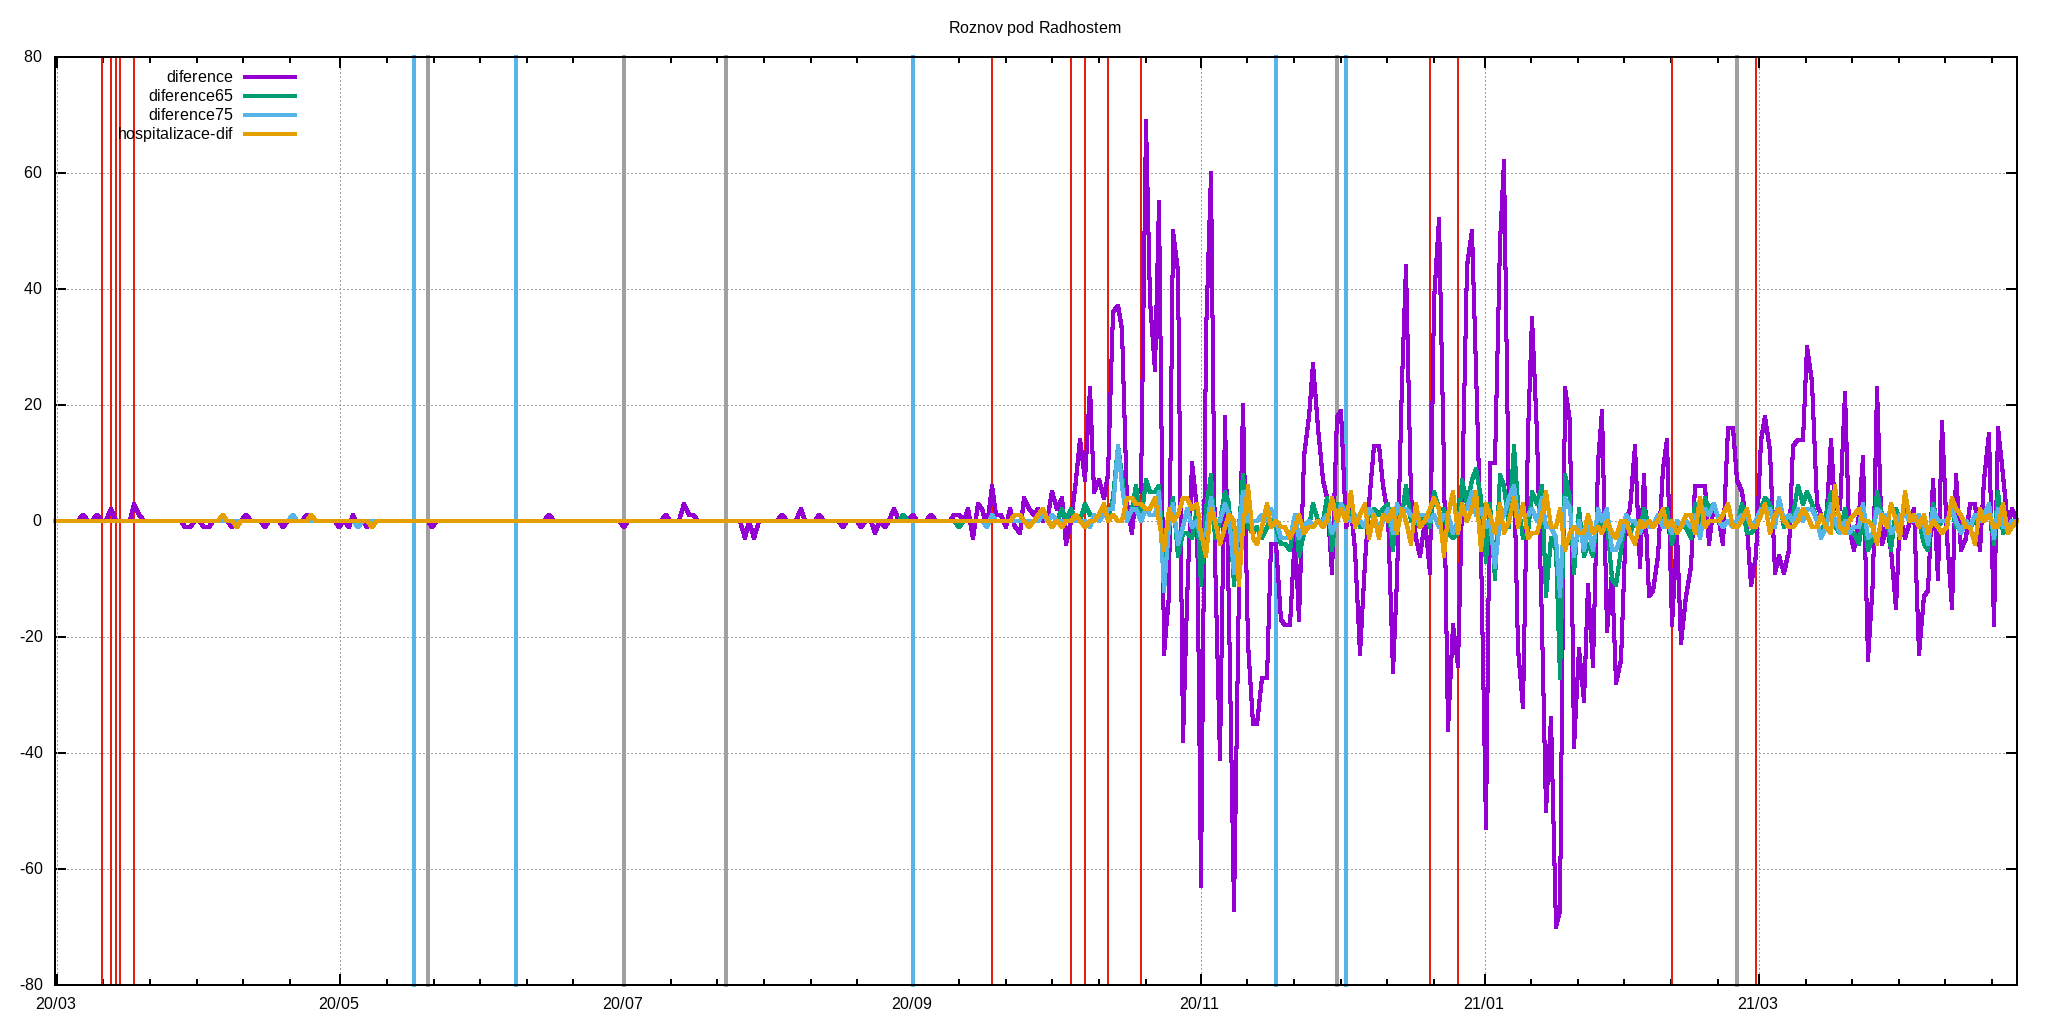 Roznov pod Radhostem
80
60
40
20
0
-20
-40
-60
-80
diference
diference65
diference75
hospitalizace-dif
20/03 20/05 20/07 20/09 20/11 21/01 21/03